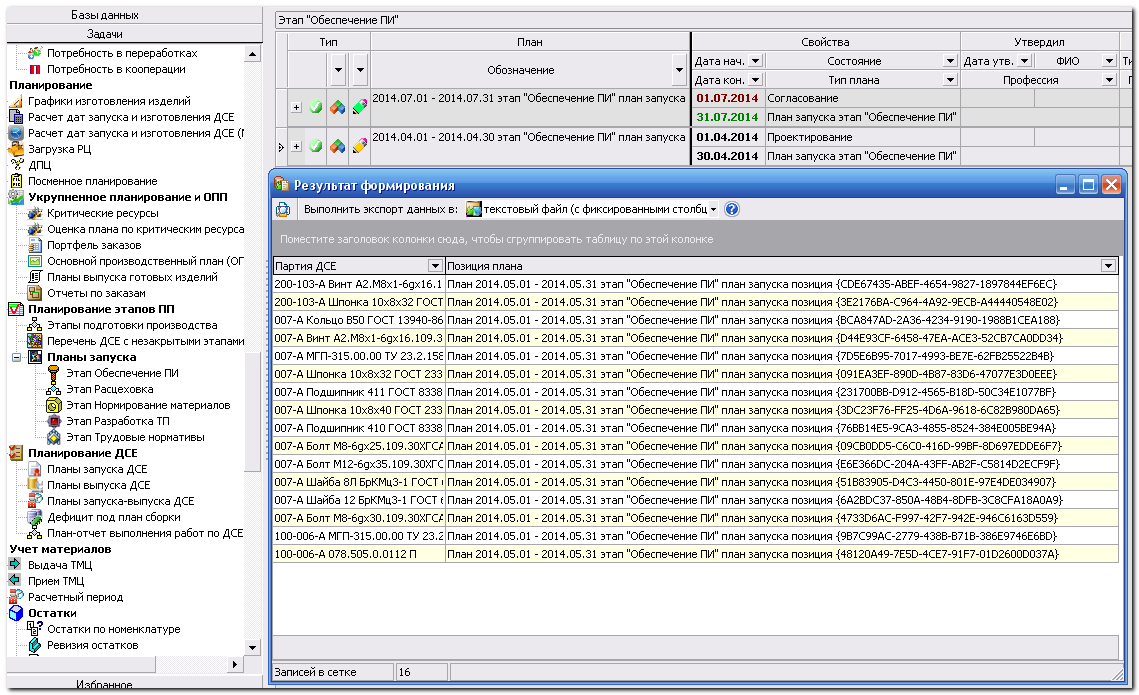 Базы данных
Задачи
Потребность в переработках
Потребность в кооперации
Планирование
Графики изготовления изделий
Расчет дат запуска и изготовления ДСЕ
Расчет дат запуска и изготовления ДСЕ (М
Загрузка РЦ
ДПЦ
Посменное планирование
Укрупненное планирование и ОПП
Критические ресурсы
Оценка плана по критическим ресурса
Портфель заказов
Основной производственный план (ОГ
Планы выпуска готовых изделий
Отчеты по заказам
Планирование этапов ПП
Этапы подготовки производства
Перечень ДСЕ с незакрытыми этапами
Планы запуска
Этап Обеспечение ПИ
Этап Расцеховка
Этап Нормирование материалов
Этап Разработка ТП
Этап Трудовые нормативы
Планирование ДСЕ
Планы запуска ДСЕ
Планы выпуска ДСЕ
Планы запуска-выпуска ДСЕ
Дефицит под план сборки
План-отчет выполнения работ по ДСЕ
Учет материалов
Выдача ТМЦ
Прием ТМЦ
Расчетный период
Остатки
Остатки по номенклатуре
Ревизия остатков
Избранное
Этап "Обеспечение ПИ"
Тип План Свойства Утвердил
Обозначение Дата нач. Состояние Дата утв. ФИО
Дата кон. Тип плана Профессия
2014.07.01 - 2014.07.31 этап "Обеспечение ПИ" план запуска 01.07.2014 Согласование
31.07.2014 План запуска этап "Обеспечение ПИ"
2014.04.01 - 2014.04.30 этап "Обеспечение ПИ" план запуска 01.04.2014 Проектирование
30.04.2014 План запуска этап "Обеспечение ПИ"
Результат формирования
Выполнить экспорт данных в: текстовый файл (с фиксированными столбц
Поместите заголовок колонки сюда, чтобы сгруппировать таблицу по этой колонке
Партия ДСЕ Позиция плана
200-103-А Винт А2.М8х1-6gх16.1 План 2014.05.01 - 2014.05.31 этап "Обеспечение ПИ" план запуска позиция {CDE67435-ABEF-4654-9827-1897844EF6EC}
200-103-А Шпонка 10х8х32 ГОСТ План 2014.05.01 - 2014.05.31 этап "Обеспечение ПИ" план запуска позиция {3E2176BA-C964-4A92-9ECB-A44440548E02}
007-А Кольцо В50 ГОСТ 13940-86 План 2014.05.01 - 2014.05.31 этап "Обеспечение ПИ" план запуска позиция {BCA847AD-2A36-4234-9190-1988B1CEA188}
007-А Винт А2.М8х1-6gх16.109.3 План 2014.05.01 - 2014.05.31 этап "Обеспечение ПИ" план запуска позиция {D44E93CF-6458-47EA-ACE3-52CB7CA0DD34}
007-А МГП-315.00.00 ТУ 23.2.158 План 2014.05.01 - 2014.05.31 этап "Обеспечение ПИ" план запуска позиция {7D5E6B95-7017-4993-BE7E-62FB25522B4B}
007-А Шпонка 10х8х32 ГОСТ 233 План 2014.05.01 - 2014.05.31 этап "Обеспечение ПИ" план запуска позиция {091EA3EF-890D-4B87-83D6-47077E3D0EEE}
007-А Подшипник 411 ГОСТ 8338 План 2014.05.01 - 2014.05.31 этап "Обеспечение ПИ" план запуска позиция {231700BB-D912-4565-B18D-50C34E1077BF}
007-А Шпонка 10х8х40 ГОСТ 233 План 2014.05.01 - 2014.05.31 этап "Обеспечение ПИ" план запуска позиция {3DC23F76-FF25-4D6A-9618-6C82B980DA65}
007-А Подшипник 410 ГОСТ 8338 План 2014.05.01 - 2014.05.31 этап "Обеспечение ПИ" план запуска позиция {76BB14E5-9CA3-4855-8524-384E005BE94A}
007-А Болт М8-6gх25.109.30ХГСА План 2014.05.01 - 2014.05.31 этап "Обеспечение ПИ" план запуска позиция {09CB0DD5-C6C0-416D-99BF-8D697EDDE6F7}
007-А Болт М12-6gх35.109.30ХГС План 2014.05.01 - 2014.05.31 этап "Обеспечение ПИ" план запуска позиция {E6E366DC-204A-43FF-AB2F-C5814D2ECF9F}
007-А Шайба 8Л БрКМц3-1 ГОСТ План 2014.05.01 - 2014.05.31 этап "Обеспечение ПИ" план запуска позиция {51B83905-D4C3-4450-801E-97E4DE034907}
007-А Шайба 12 БрКМц3-1 ГОСТ 6 План 2014.05.01 - 2014.05.31 этап "Обеспечение ПИ" план запуска позиция {6A2BDC37-850A-48B4-8DFB-3C8CFA18A0A9}
007-А Болт М8-6gх30.109.30ХГСА План 2014.05.01 - 2014.05.31 этап "Обеспечение ПИ" план запуска позиция {4733D6AC-F997-42F7-942E-946C6163D559}
100-006-А МГП-315.00.00 ТУ 23.2 План 2014.05.01 - 2014.05.31 этап "Обеспечение ПИ" план запуска позиция {9B7C99AC-2779-438B-B71B-386E9746E6BD}
100-006-А 078.505.0.0112 П План 2014.05.01 - 2014.05.31 этап "Обеспечение ПИ" план запуска позиция {48120A49-7E5D-4CE7-91F7-01D2600D037A}
Записей в сетке 16